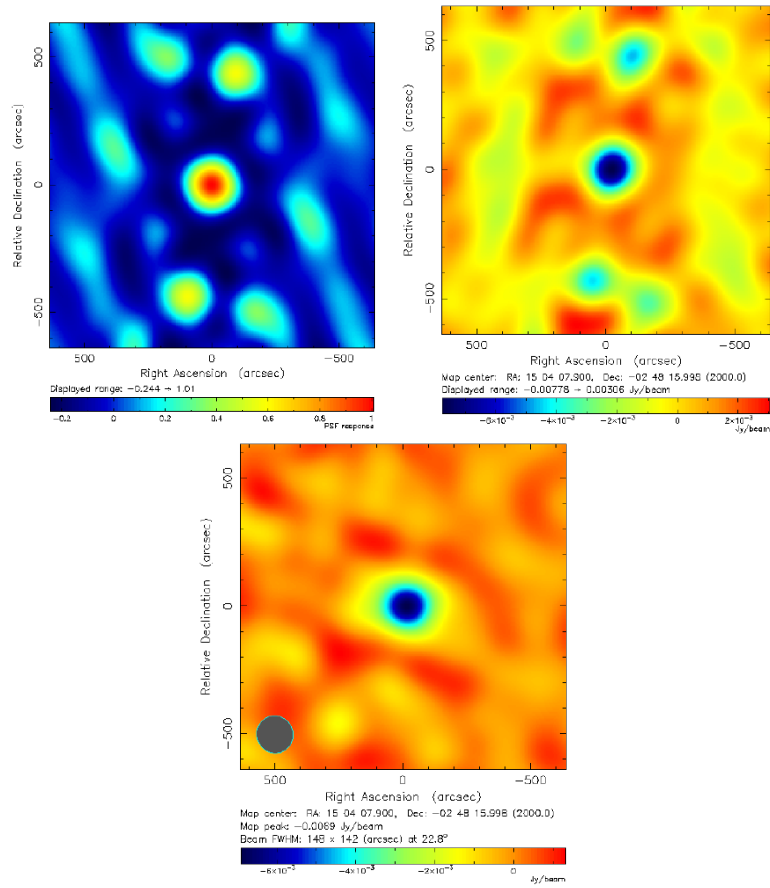 500
0
−500
Relative Declination (arcsec)
500
0
−500
Right Ascension (arcsec)
Displayed range: −0.244 → 1.01
−0.2
0
0.2
0.4
0.6
0.8
1
PSF response
500
0
−500
Relative Declination (arcsec)
500
0
−500
Right Ascension (arcsec)
Map center: RA: 15 04 07.900, Dec: −02 48 15.998 (2000.0)
Displayed range: −0.00778 → 0.00306 Jy/beam
−6×10⁻³
−4×10⁻³
−2×10⁻³
0
2×10⁻³
Jy/beam
500
0
−500
Relative Declination (arcsec)
500
0
−500
Right Ascension (arcsec)
Map center: RA: 15 04 07.900, Dec: −02 48 15.998 (2000.0)
Map peak: −0.0069 Jy/beam
Beam FWHM: 148 x 142 (arcsec) at 22.8°
−6×10⁻³
−4×10⁻³
−2×10⁻³
0
Jy/beam